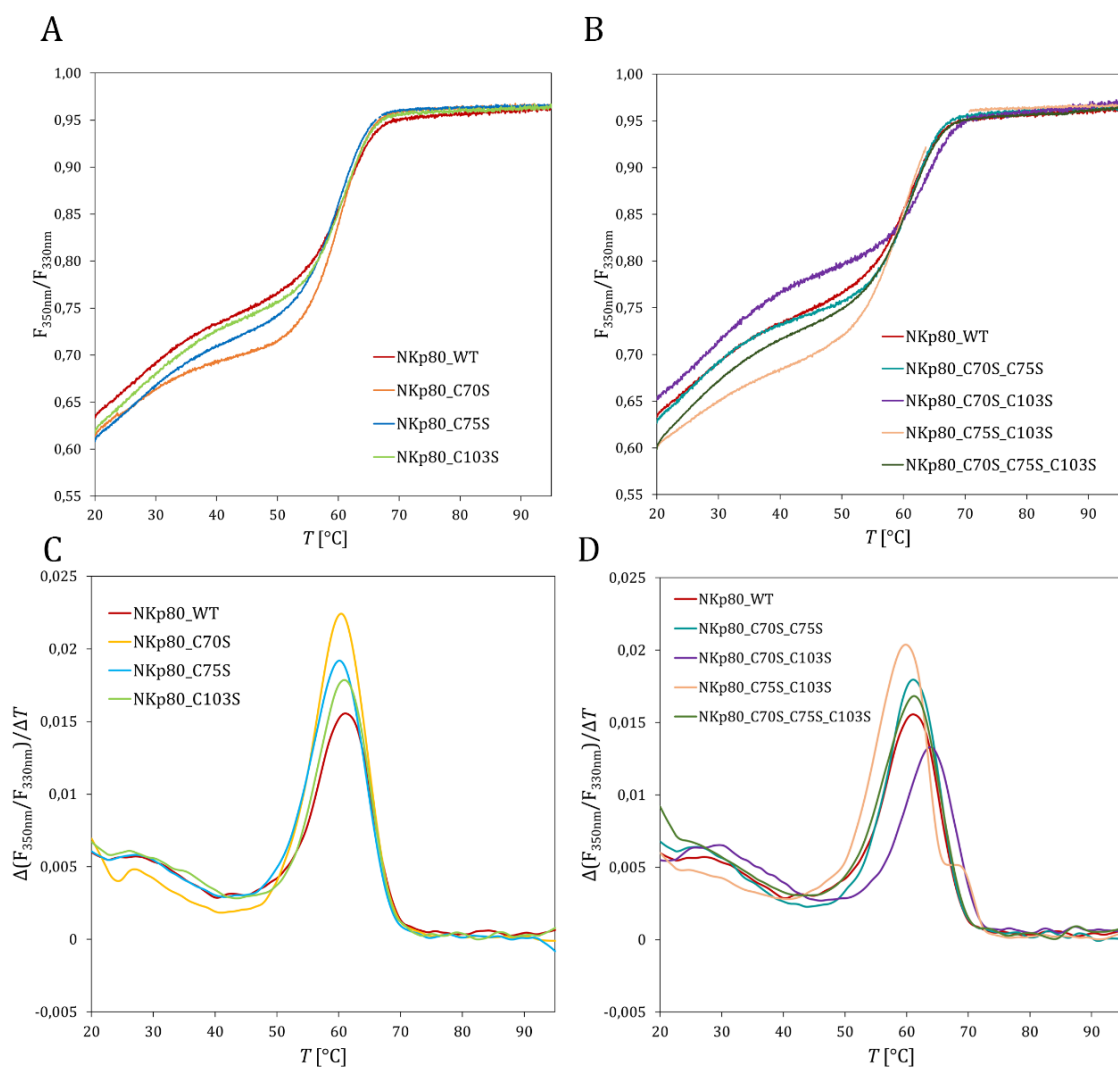 A
1,00
0,95
0,90
0,85
0,80
0,75
0,70
0,65
0,60
0,55
F350nm/F330nm
NKp80_WT
NKp80_C70S
NKp80_C75S
NKp80_C103S
20 30 40 50 60 70 80 90
T [°C]
B
1,00
0,95
0,90
0,85
0,80
0,75
0,70
0,65
0,60
0,55
F350nm/F330nm
NKp80_WT
NKp80_C70S_C75S
NKp80_C70S_C103S
NKp80_C75S_C103S
NKp80_C70S_C75S_C103S
20 30 40 50 60 70 80 90
T [°C]
C
0,025
0,02
0,015
0,01
0,005
0
-0,005
Δ(F350nm/F330nm)/ΔT
NKp80_WT
NKp80_C70S
NKp80_C75S
NKp80_C103S
20 30 40 50 60 70 80 90
T [°C]
D
0,025
0,02
0,015
0,01
0,005
0
-0,005
Δ(F350nm/F330nm)/ΔT
NKp80_WT
NKp80_C70S_C75S
NKp80_C70S_C103S
NKp80_C75S_C103S
NKp80_C70S_C75S_C103S
20 30 40 50 60 70 80 90
T [°C]